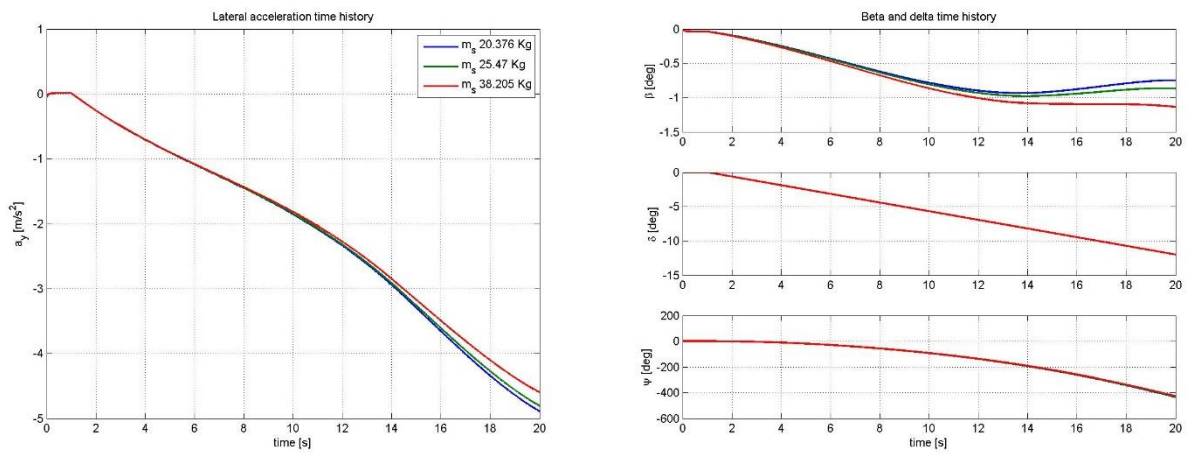 Lateral acceleration time history
1
0
-1
-2
-3
-4
-5
a_y [m/s²]
m_s 20.376 Kg
m_s 25.47 Kg
m_s 38.205 Kg
0 2 4 6 8 10 12 14 16 18 20
time [s]
Beta and delta time history
0
-0.5
-1
-1.5
β [deg]
0 2 4 6 8 10 12 14 16 18 20
0
-5
-10
-15
δ [deg]
0 2 4 6 8 10 12 14 16 18 20
200
0
-200
-400
-600
Ψ [deg]
0 2 4 6 8 10 12 14 16 18 20
time [s]